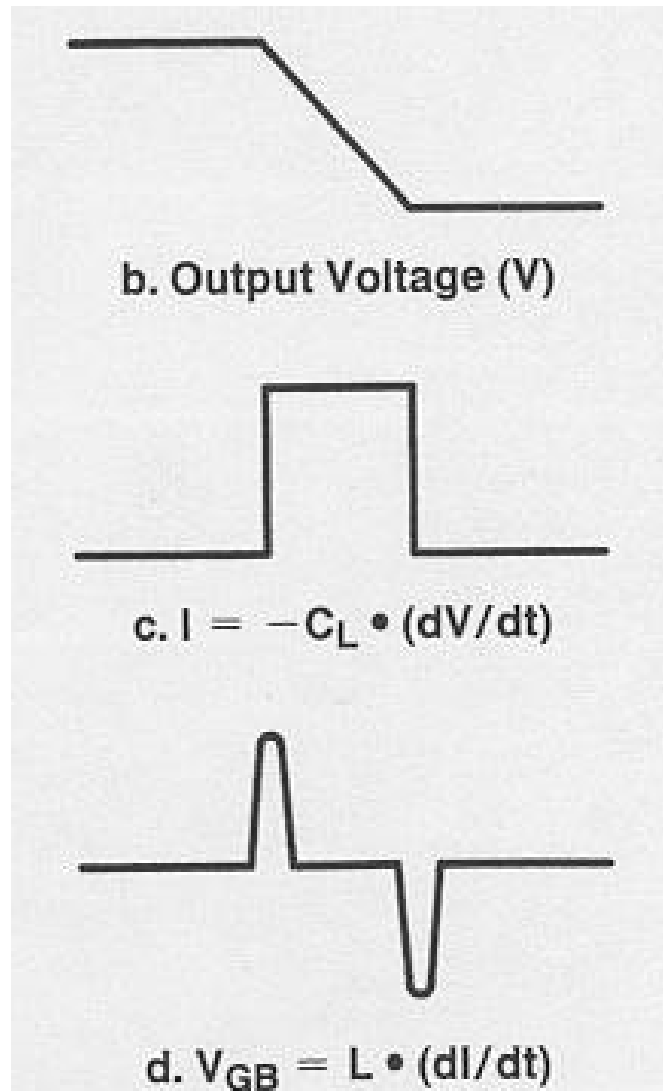 b. Output Voltage (V)
c. I = −CL • (dV/dt)
d. VGB = L • (dI/dt)